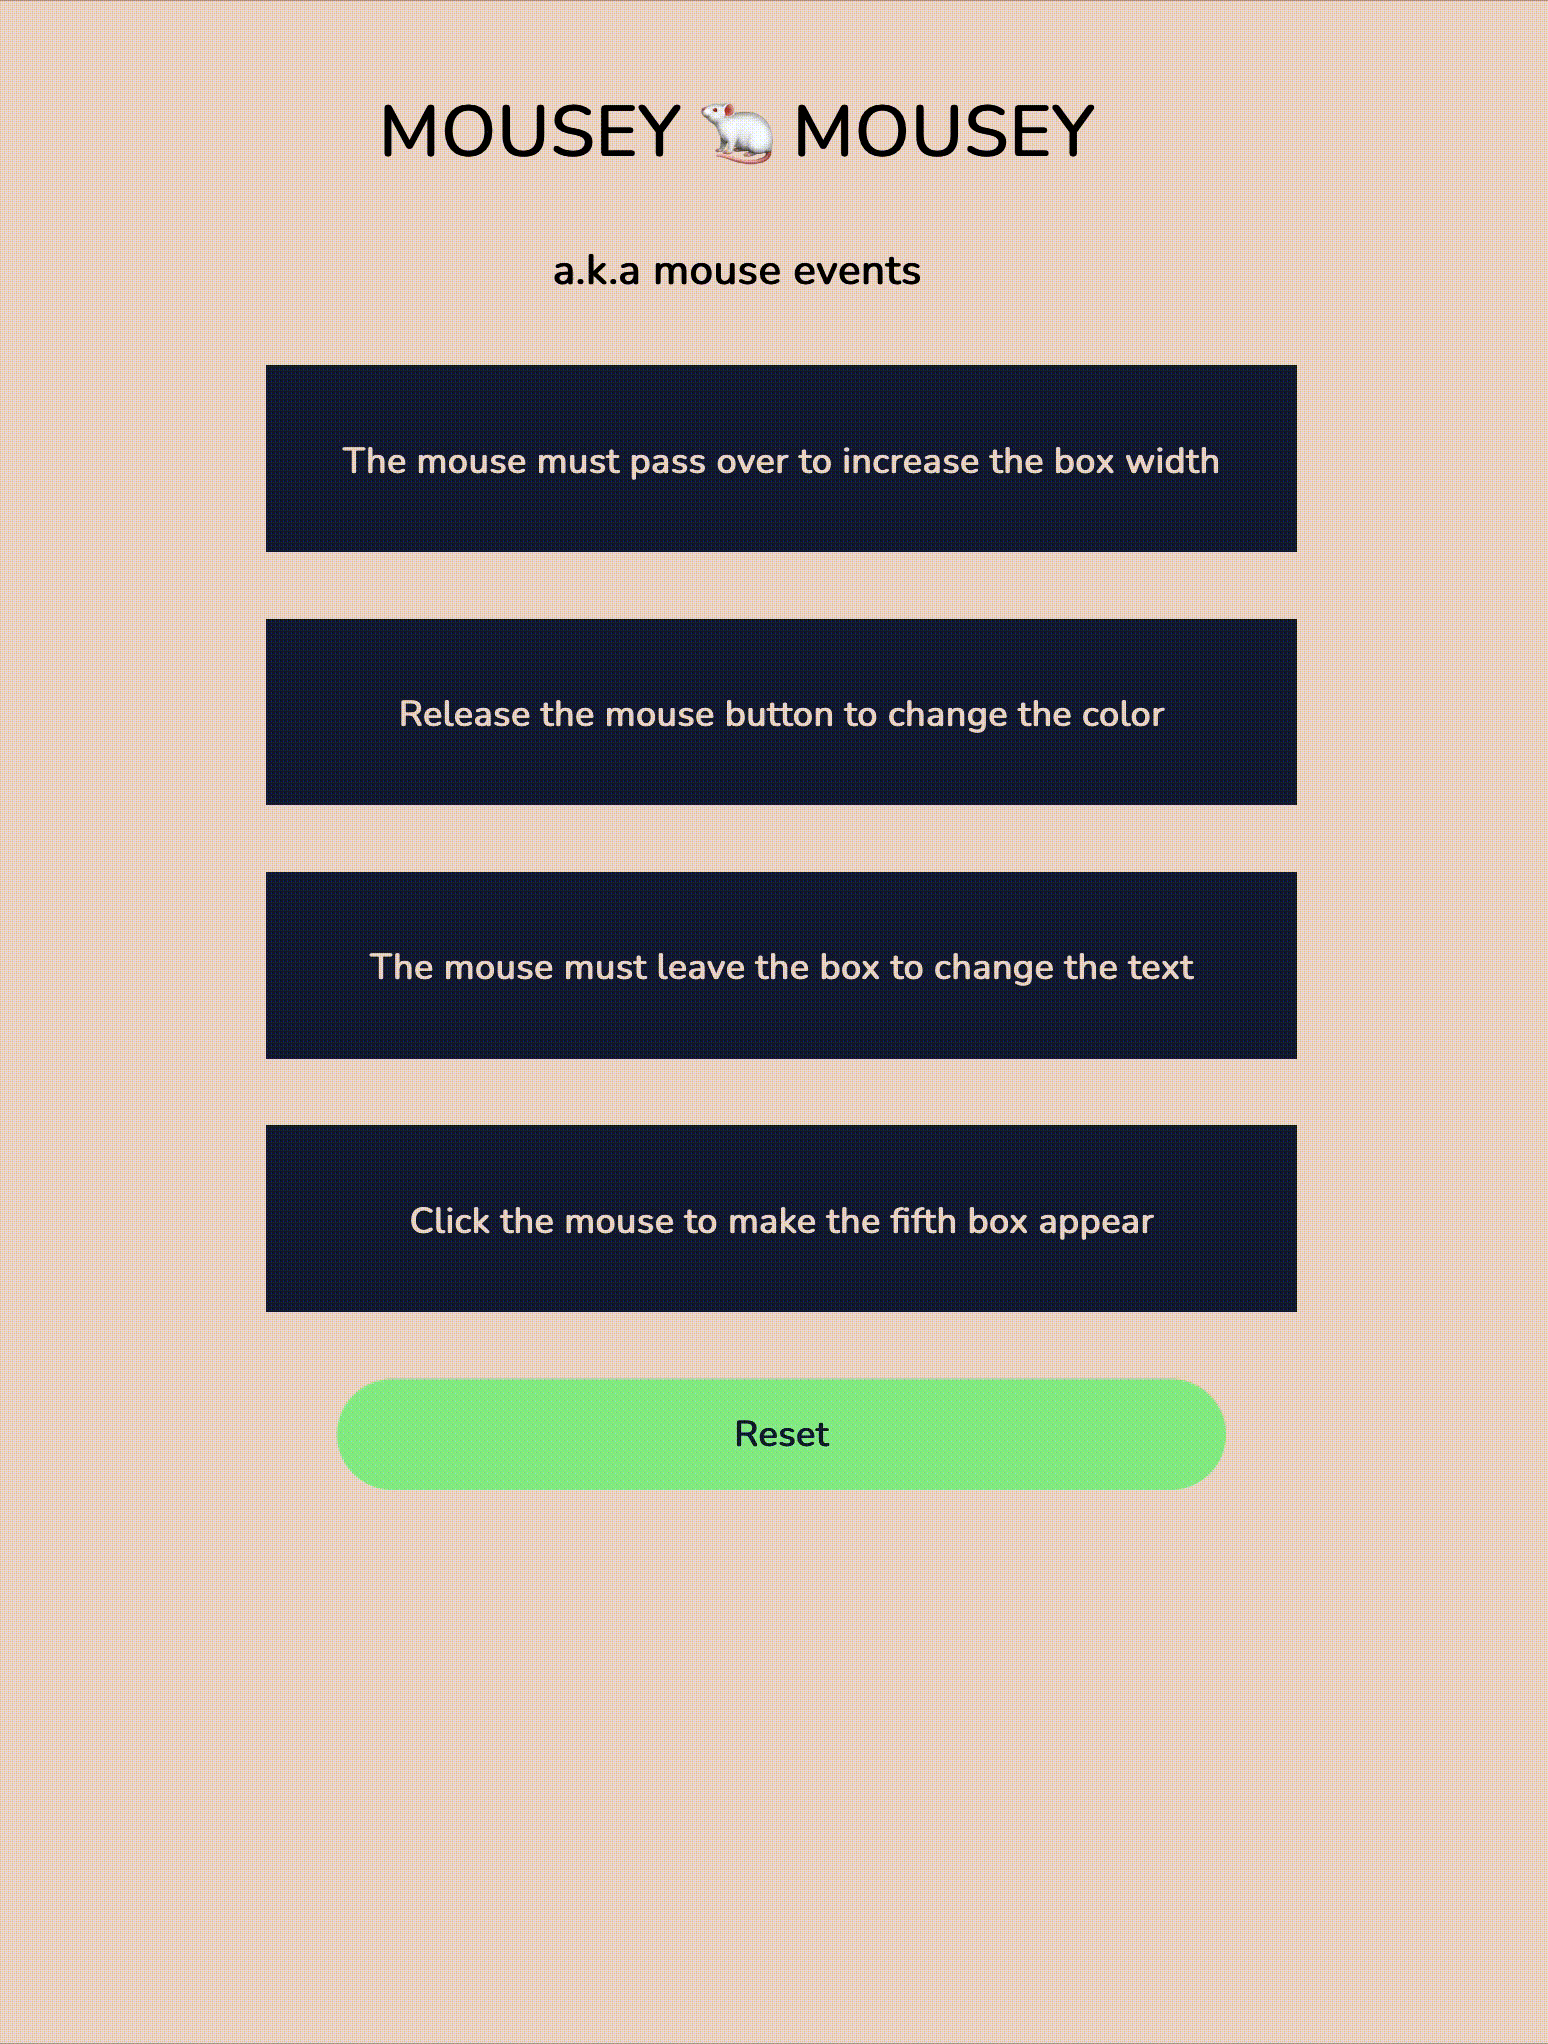 MOUSEY 🐁 MOUSEY
a.k.a mouse events
The mouse must pass over to increase the box width
Release the mouse button to change the color
The mouse must leave the box to change the text
Click the mouse to make the fifth box appear
Reset